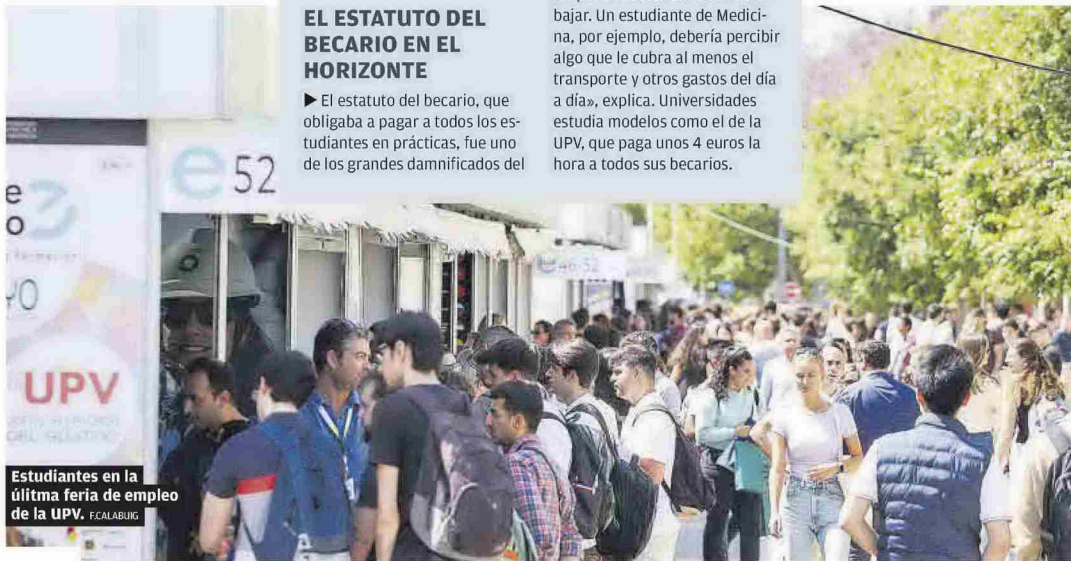 EL ESTATUTO DEL
BECARIO EN EL
HORIZONTE
▶ El estatuto del becario, que
obligaba a pagar a todos los es-
tudiantes en prácticas, fue uno
de los grandes damnificados del
bajar. Un estudiante de Medici-
na, por ejemplo, debería percibir
algo que le cubra al menos el
transporte y otros gastos del día
a día», explica. Universidades
estudia modelos como el de la
UPV, que paga unos 4 euros la
hora a todos sus becarios.
e 52
UPV
Estudiantes en la
úlitma feria de empleo
de la UPV. F.CALABUIG